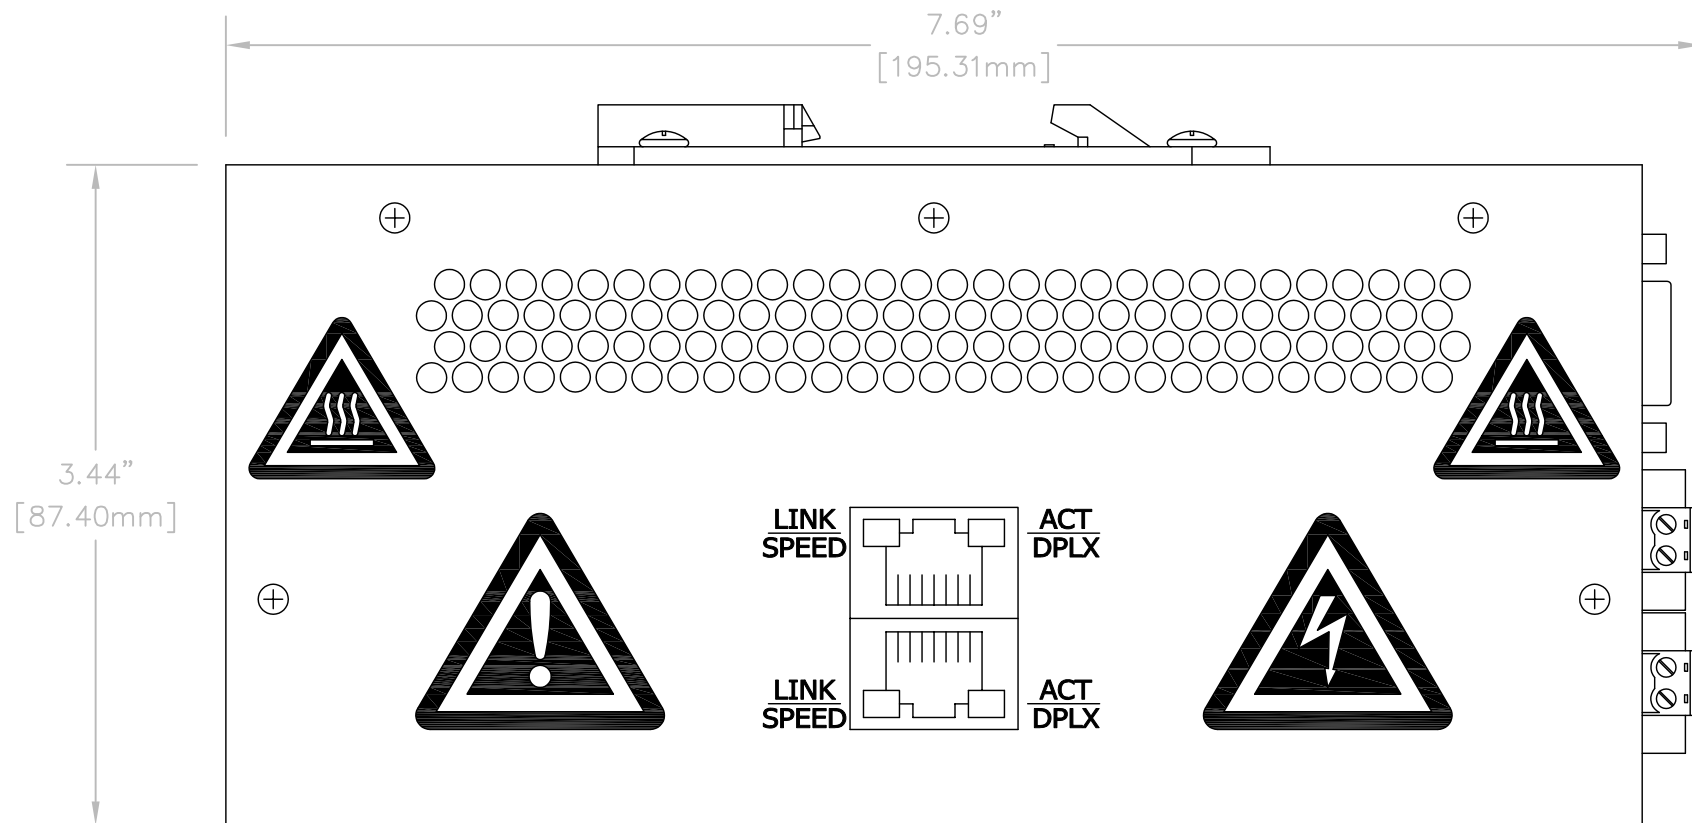 7.69”
[195.31mm]
3.44”
[87.40mm]
LINK
SPEED
ACT
DPLX
LINK
SPEED
ACT
DPLX